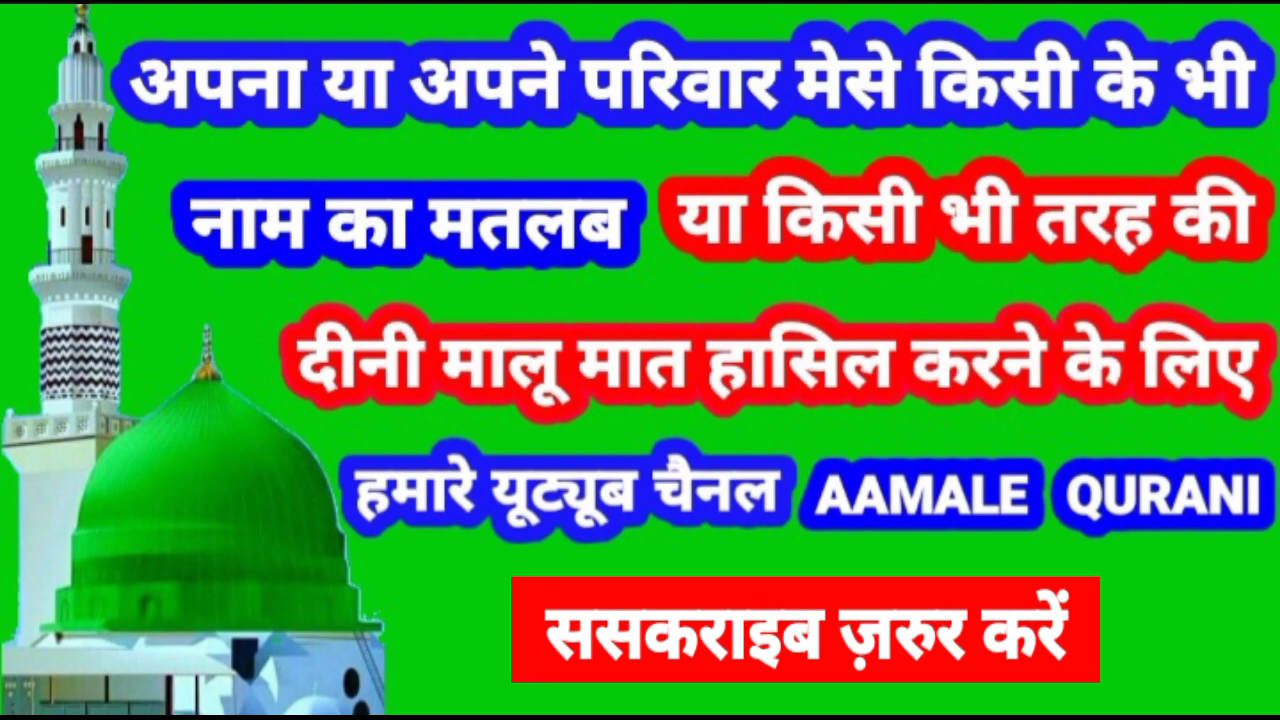 अपना या अपने परिवार मेसे किसी के भी
नाम का मतलब या किसी भी तरह की
दीनी मालू मात हासिल करने के लिए
हमारे यूट्यूब चैनल AAMALE QURANI
ससकराइब ज़रुर करें